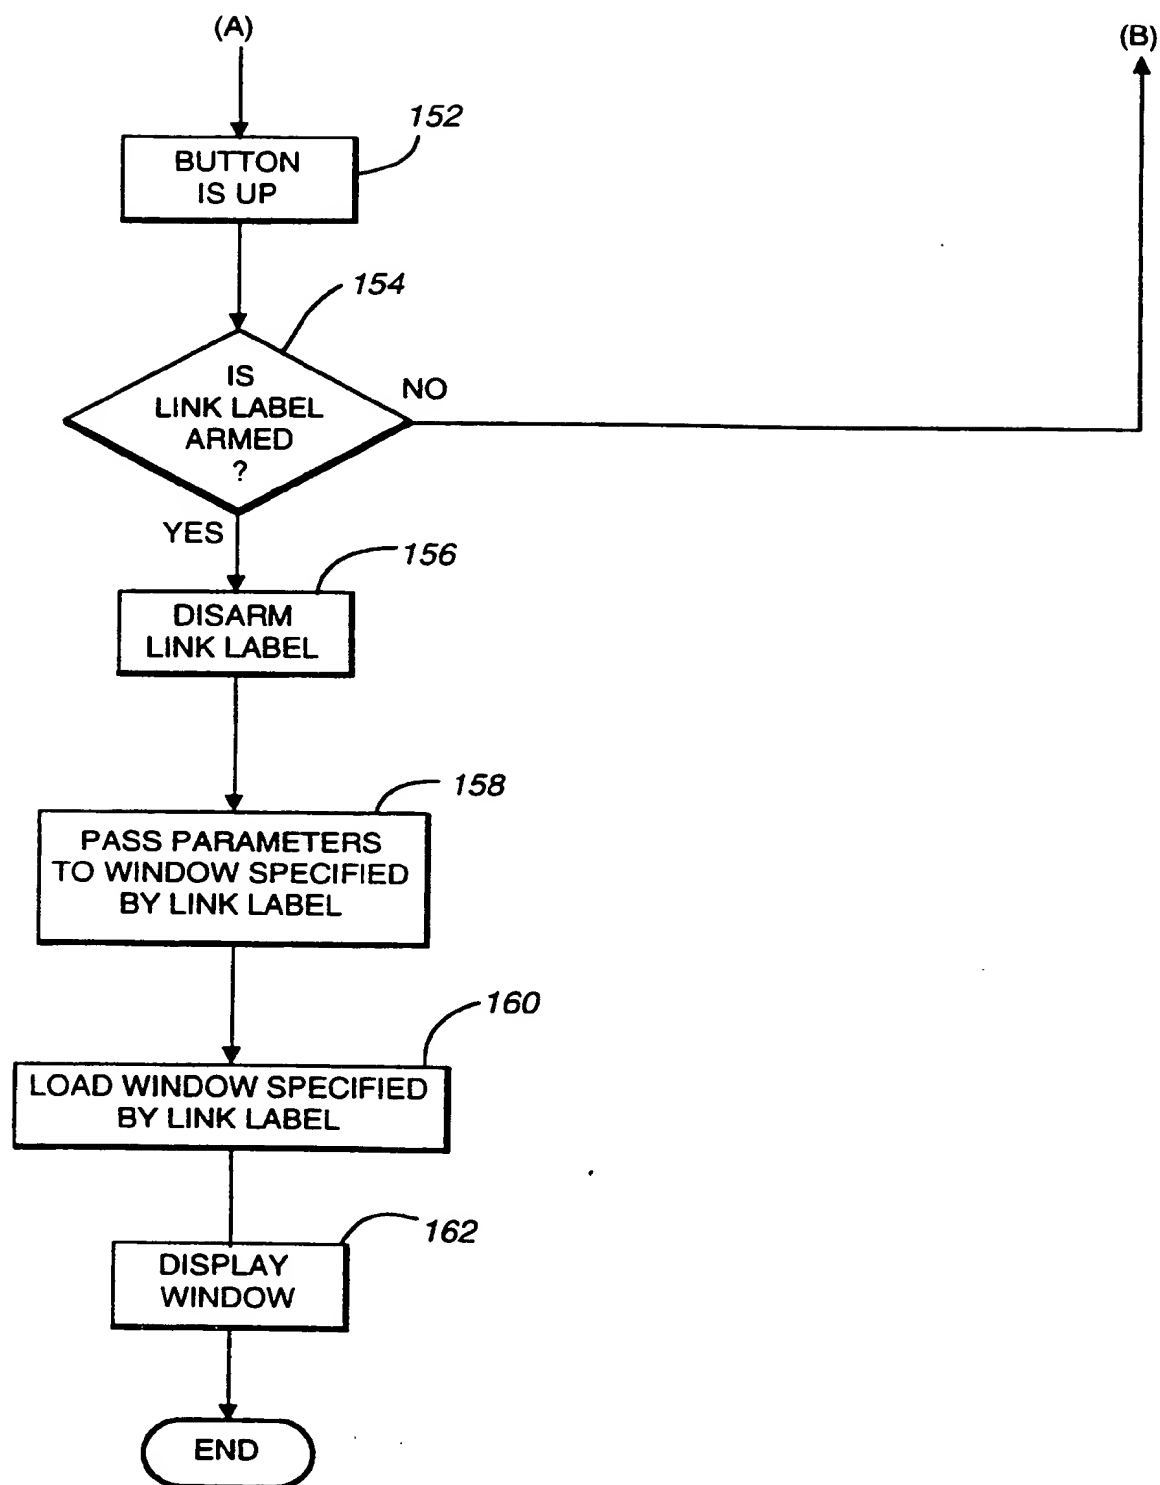 (A)
(B)
152
BUTTON
IS UP
154
IS
LINK LABEL
ARMED
?
NO
YES
156
DISARM
LINK LABEL
158
PASS PARAMETERS
TO WINDOW SPECIFIED
BY LINK LABEL
160
LOAD WINDOW SPECIFIED
BY LINK LABEL
162
DISPLAY
WINDOW
END